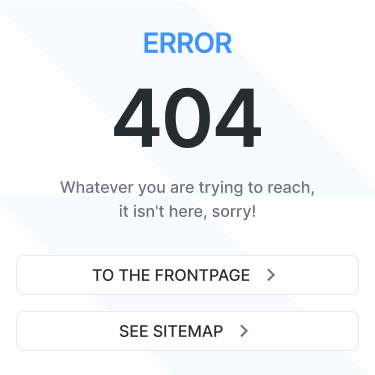 ERROR
404
Whatever you are trying to reach,
it isn't here, sorry!
TO THE FRONTPAGE
SEE SITEMAP